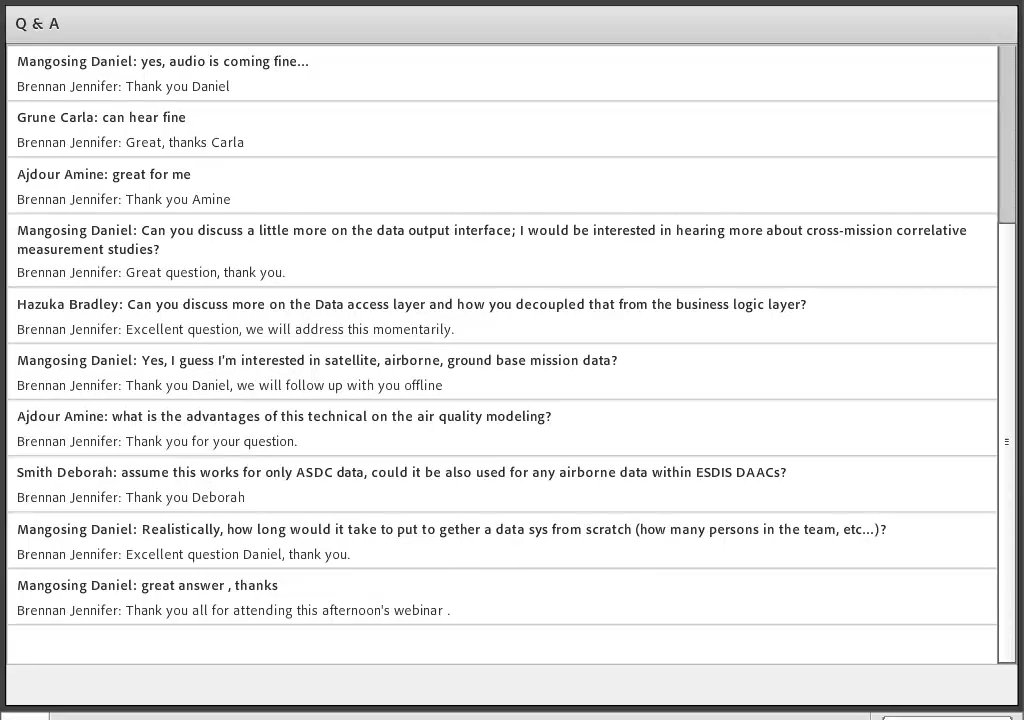 Q & A
Mangosing Daniel: yes, audio is coming fine...
Brennan Jennifer: Thank you Daniel
Grune Carla: can hear fine
Brennan Jennifer: Great, thanks Carla
Ajdour Amine: great for me
Brennan Jennifer: Thank you Amine
Mangosing Daniel: Can you discuss a little more on the data output interface; I would be interested in hearing more about cross-mission correlative
measurement studies?
Brennan Jennifer: Great question, thank you.
Hazuka Bradley: Can you discuss more on the Data access layer and how you decoupled that from the business logic layer?
Brennan Jennifer: Excellent question, we will address this momentarily.
Mangosing Daniel: Yes, I guess I'm interested in satellite, airborne, ground base mission data?
Brennan Jennifer: Thank you Daniel, we will follow up with you offline
Ajdour Amine: what is the advantages of this technical on the air quality modeling?
Brennan Jennifer: Thank you for your question.
Smith Deborah: assume this works for only ASDC data, could it be also used for any airborne data within ESDIS DAACs?
Brennan Jennifer: Thank you Deborah
Mangosing Daniel: Realistically, how long would it take to put to gether a data sys from scratch (how many persons in the team, etc...)?
Brennan Jennifer: Excellent question Daniel, thank you.
Mangosing Daniel: great answer , thanks
Brennan Jennifer: Thank you all for attending this afternoon's webinar .